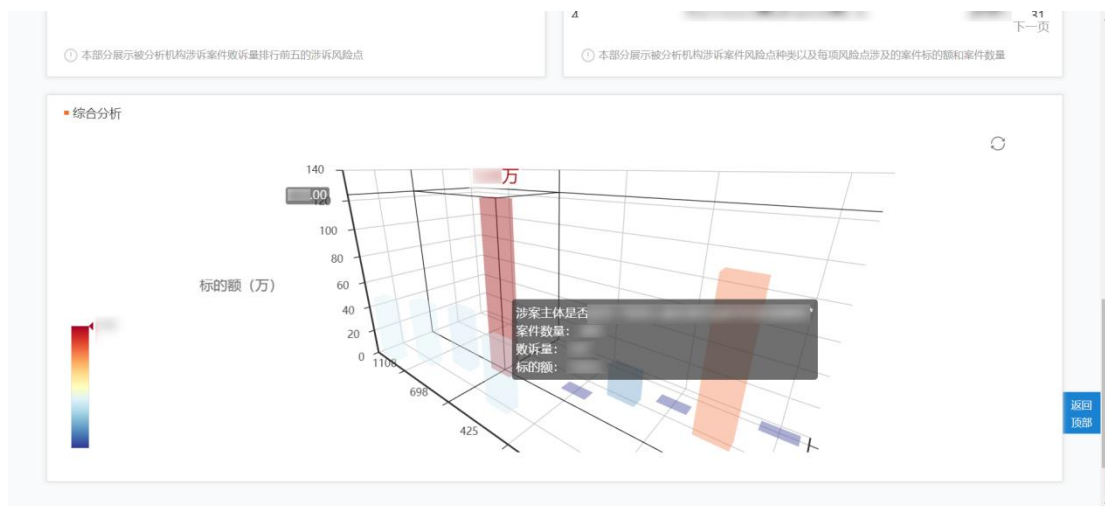 4
31
下一页
本部分展示被分析机构涉诉案件败诉量排行前五的涉诉风险点
本部分展示被分析机构涉诉案件风险点种类以及每项风险点涉及的案件标的额和案件数量
综合分析
万
140
.00
120
100
80
60
40
20
0
标的额（万）
1108
698
425
涉案主体是否
案件数量：
败诉量：
标的额：
返回
顶部